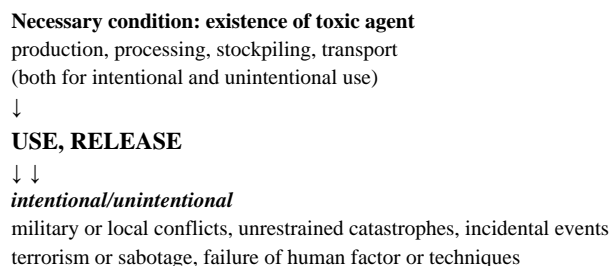 Necessary condition: existence of toxic agent
production, processing, stockpiling, transport
(both for intentional and unintentional use)
↓
USE, RELEASE
↓ ↓
intentional/unintentional
military or local conflicts, unrestrained catastrophes, incidental events
terrorism or sabotage, failure of human factor or techniques